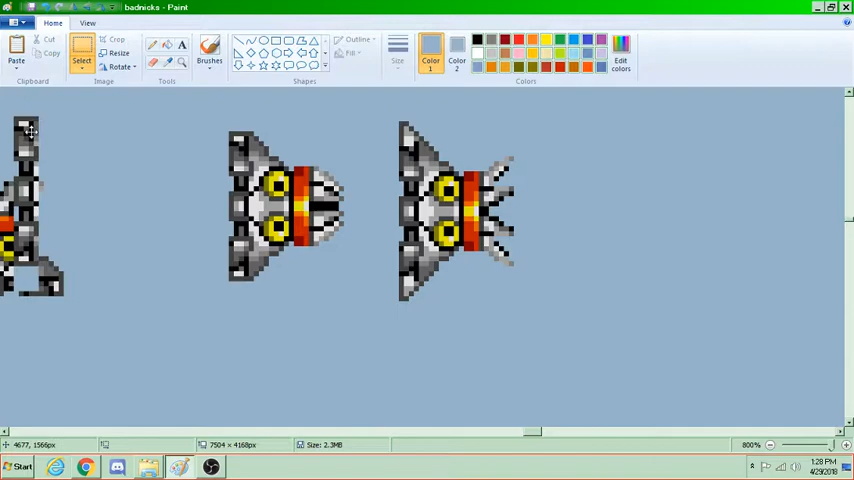 badnicks - Paint
Home View
Paste
Cut
Copy
Clipboard
Select
Crop
Resize
Rotate
Image
A
Tools
Brushes
Outline
Fill
Shapes
Size
Color 1
Color 2
Edit colors
Colors
4677, 1566px
7504 × 4168px
Size: 2.3MB
800%
Start
1:28 PM
4/29/2018